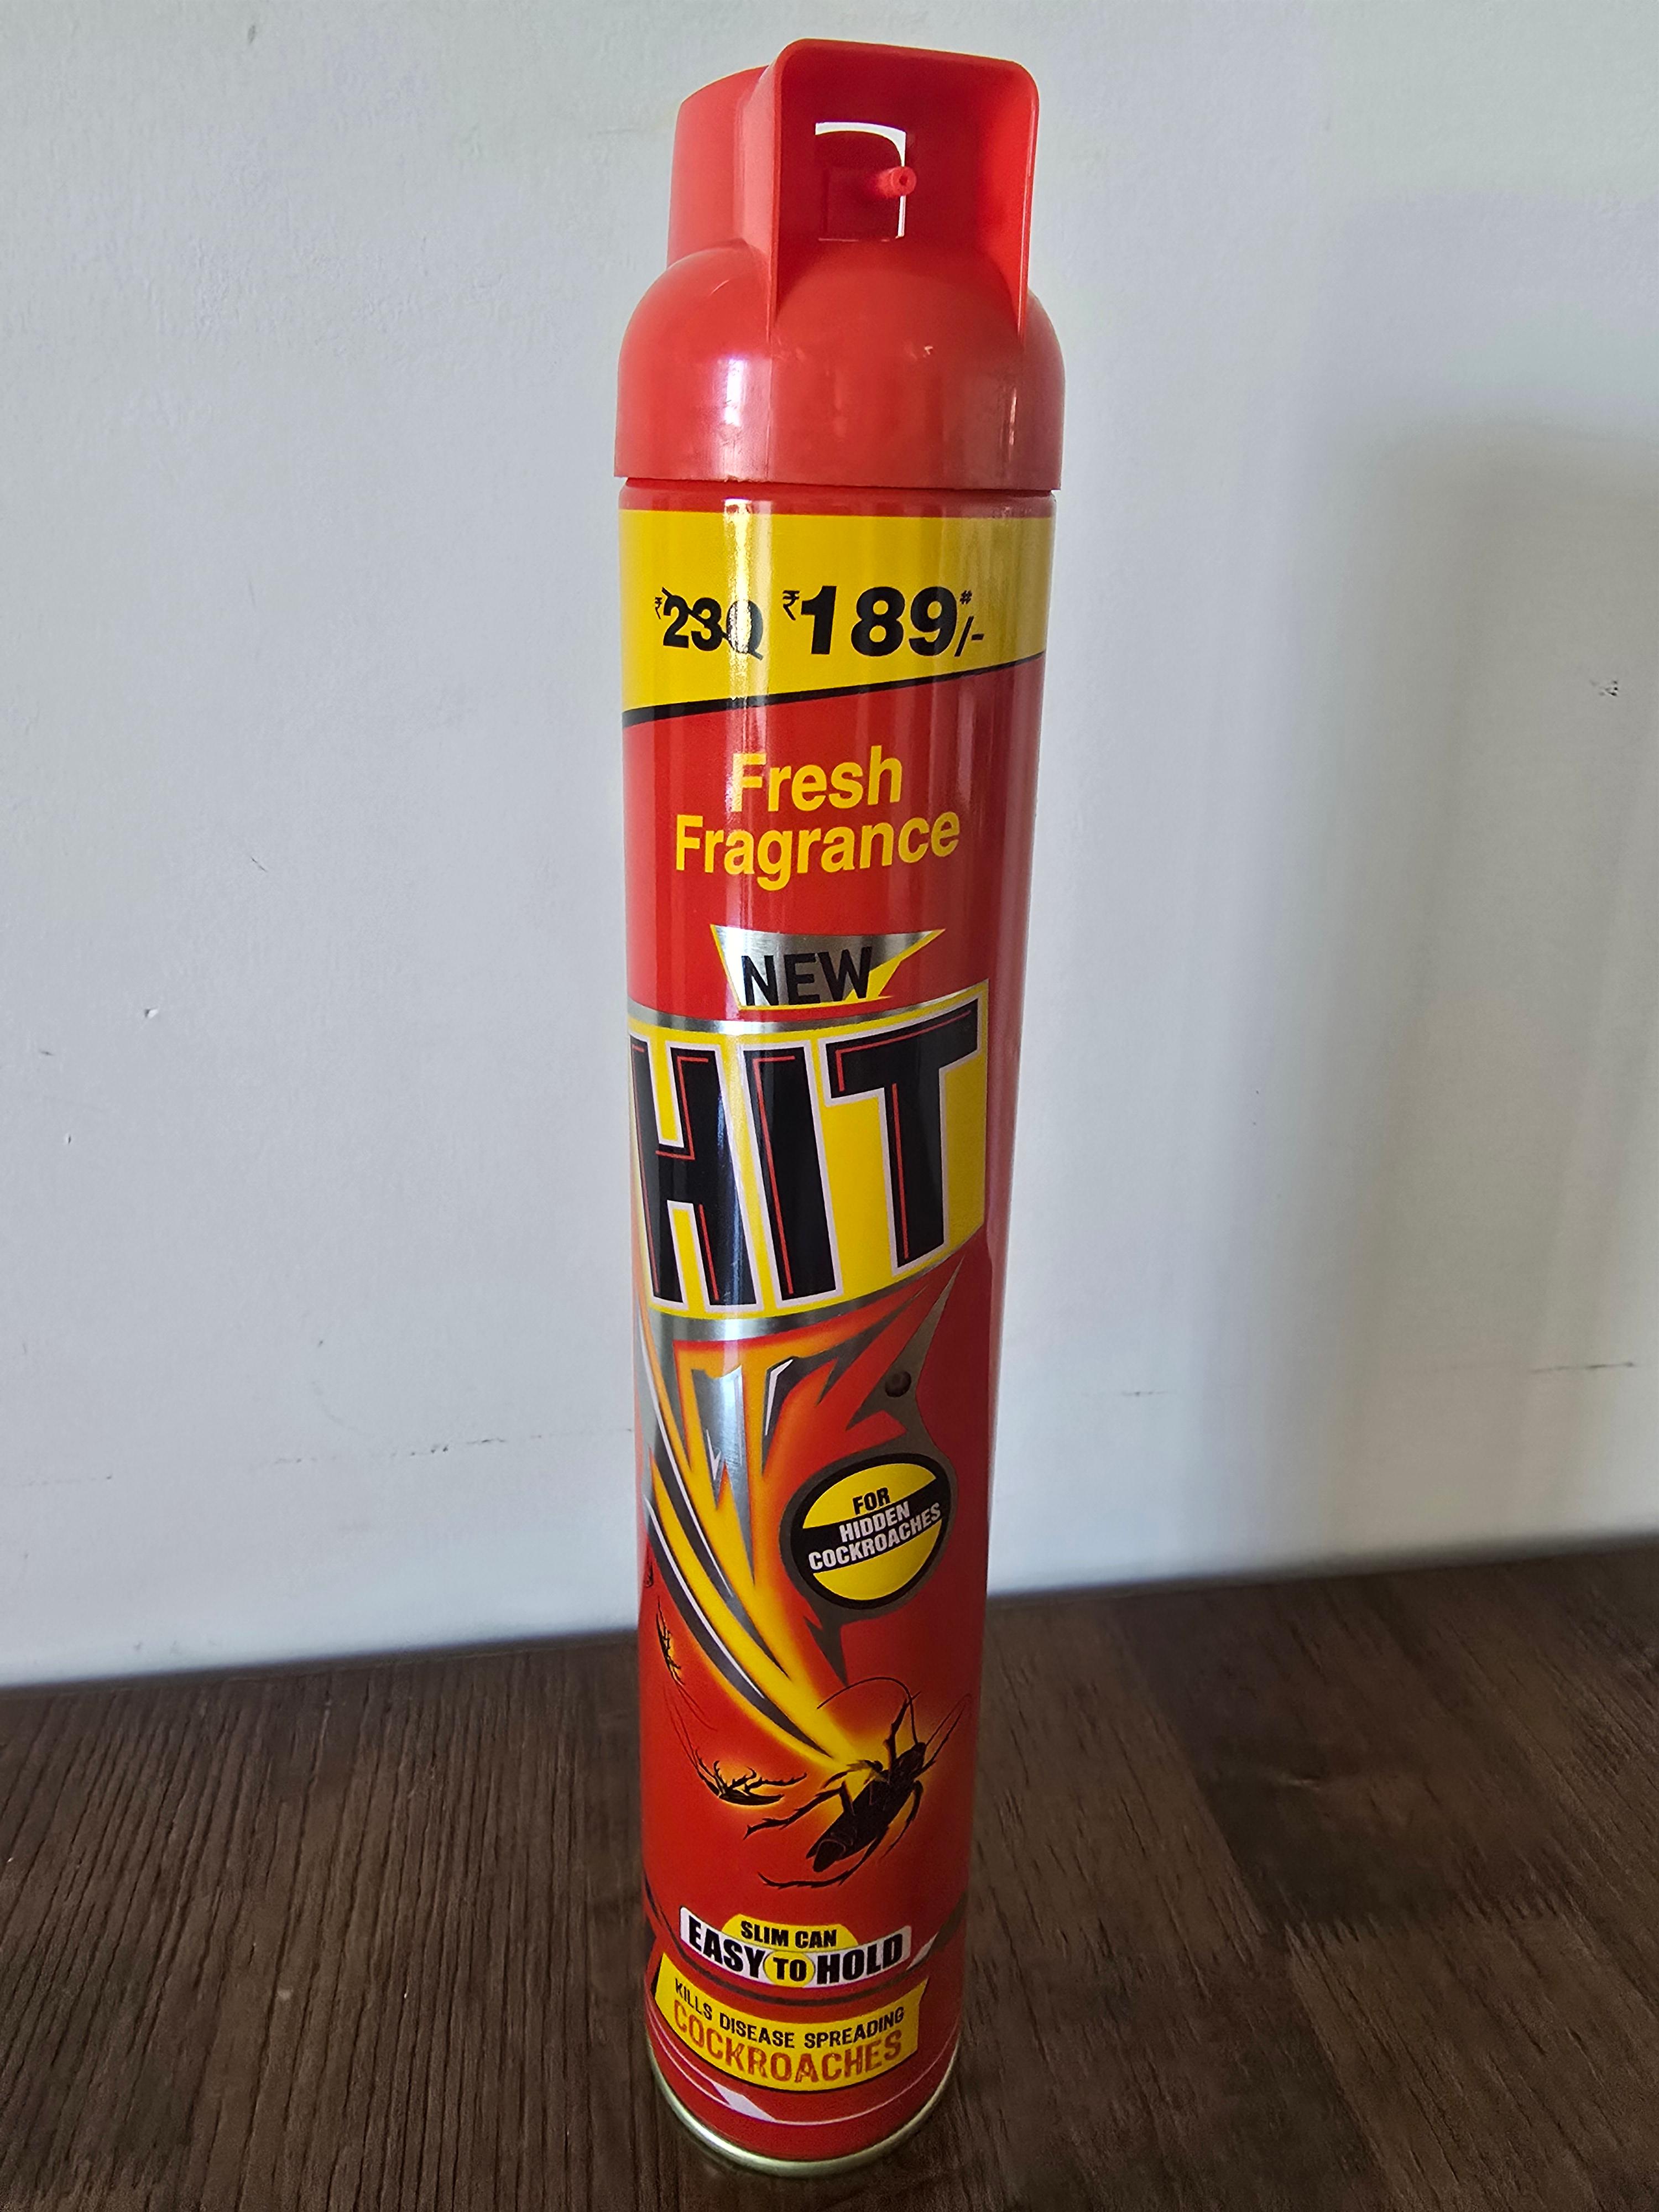 ₹230 ₹189#/-
Fresh
Fragrance
NEW
HIT
FOR
HIDDEN
COCKROACHES
SLIM CAN
EASY TO HOLD
KILLS DISEASE SPREADING
COCKROACHES